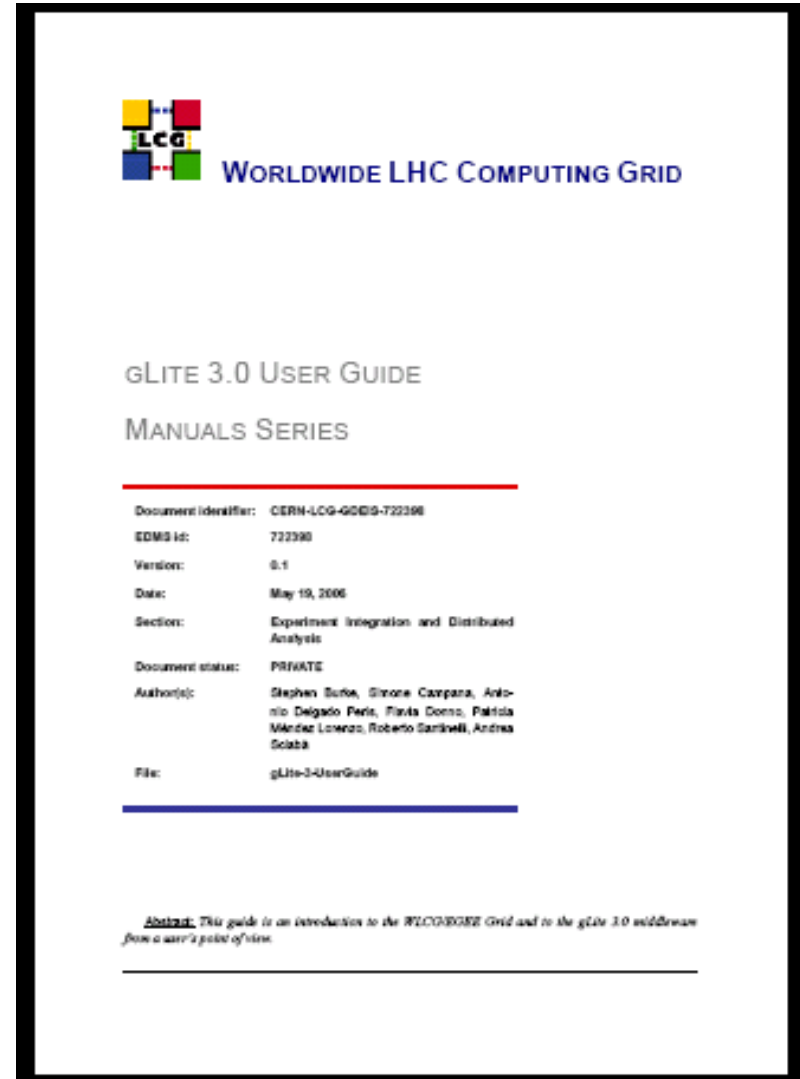 LCG
WORLDWIDE LHC COMPUTING GRID
GLITE 3.0 USER GUIDE
MANUALS SERIES
Document identifier: CERN-LCG-GDEIS-722398
EDMS id: 722398
Version: 0.1
Date: May 19, 2006
Section: Experiment Integration and Distributed
Analysis
Document status: PRIVATE
Author(s): Stephen Burke, Simone Campana, Anto-
nio Delgado Peris, Flavia Donno, Patricia
Méndez Lorenzo, Roberto Santinelli, Andrea
Sciabà
File: gLite-3-UserGuide
Abstract: This guide is an introduction to the WLCG/EGEE Grid and to the gLite 3.0 middleware
from a user's point of view.